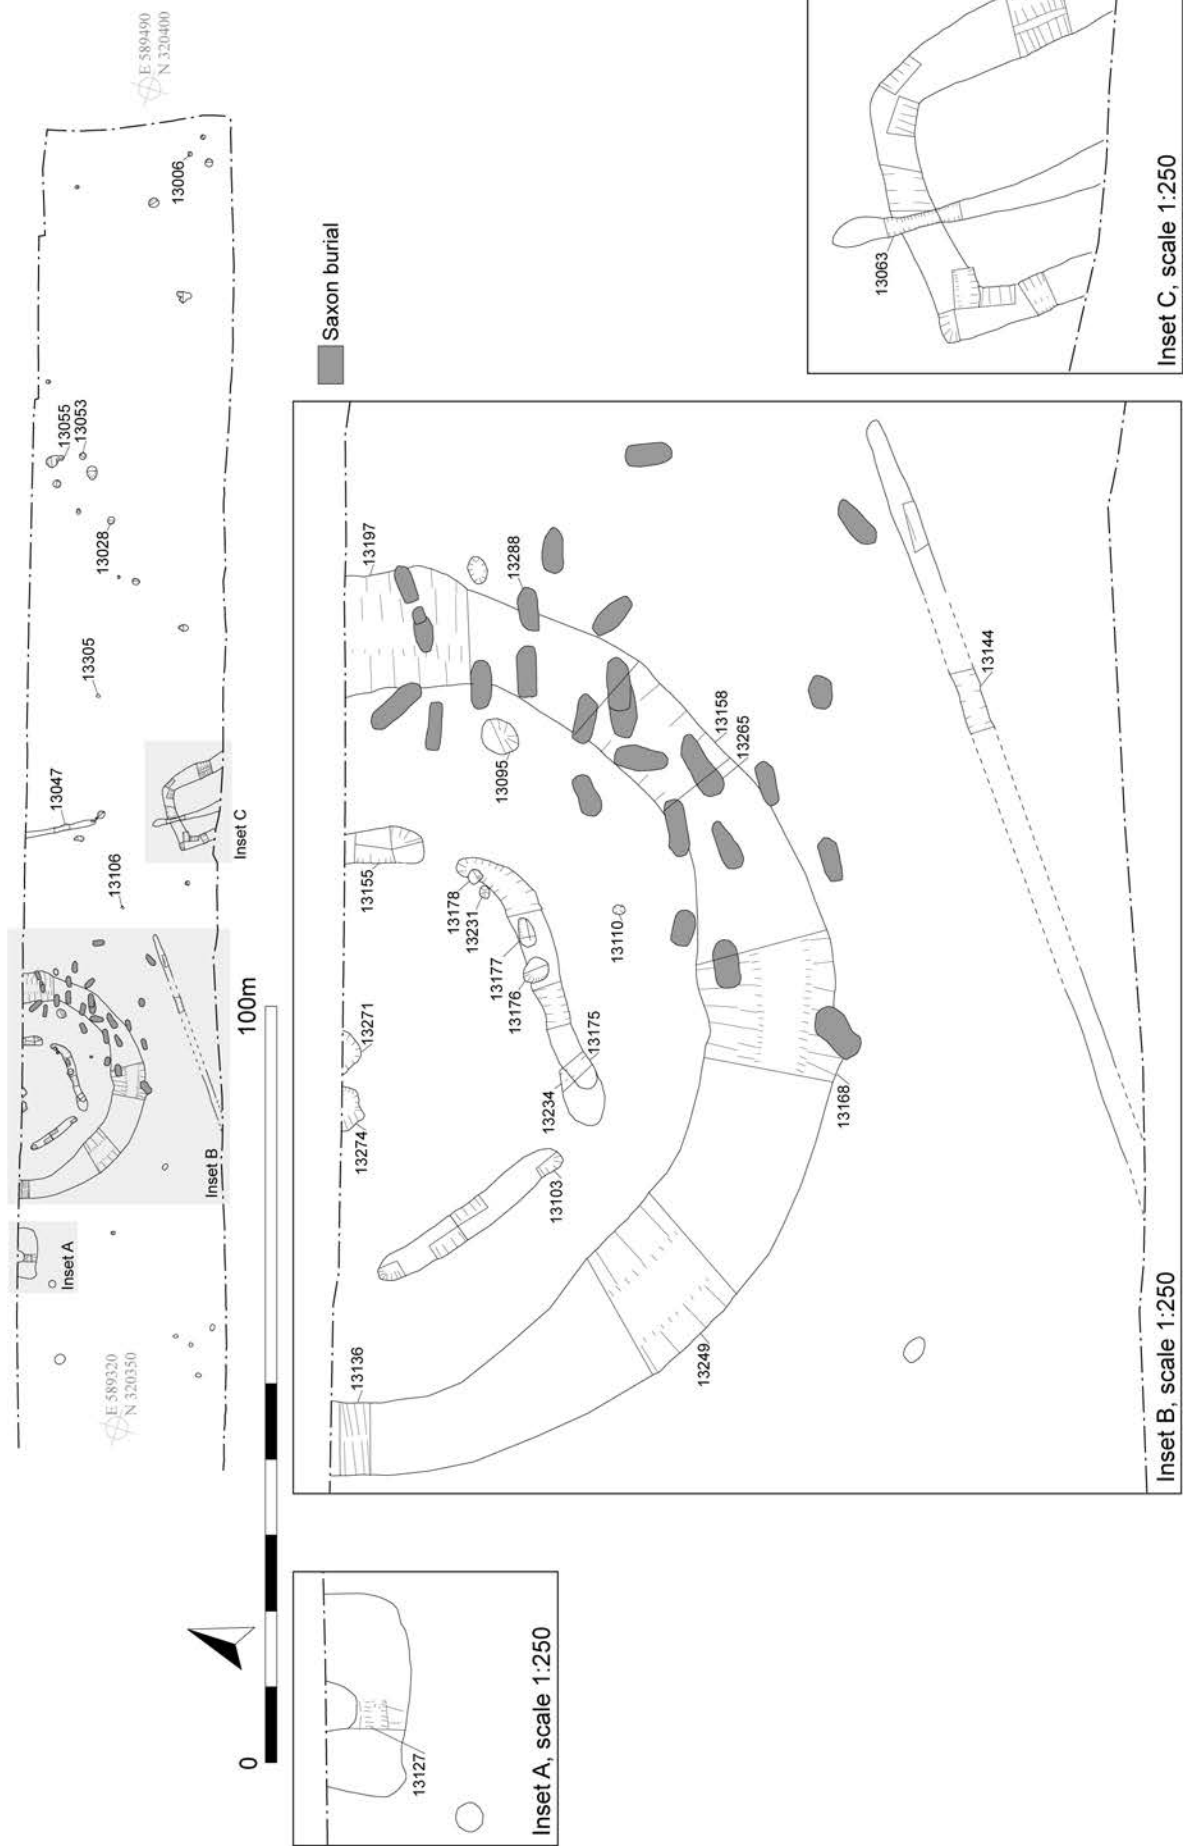 E 589490
N 320400
13006
13055
13053
13028
13305
13047
13106
Inset C
Inset B
Inset A
E 589320
N 320350
100m
0
Saxon burial
13063
Inset C, scale 1:250
13197
13288
13095
13155
13158
13265
13144
13178
13231
13177
13176
13110
13271
13274
13175
13234
13103
13168
13249
13136
Inset B, scale 1:250
13127
Inset A, scale 1:250